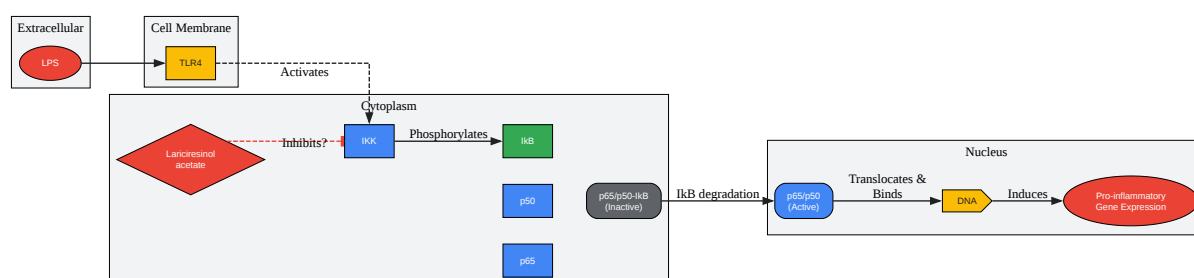 Extracellular
LPS
Cell Membrane
TLR4
Activates
Cytoplasm
Lariciresinol
acetate
Inhibits?
IKK
Phosphorylates
IkB
p50
p65
p65/p50-IkB
(Inactive)
IkB degradation
Nucleus
p65/p50
(Active)
Translocates &
Binds
DNA
Induces
Pro-inflammatory
Gene Expression